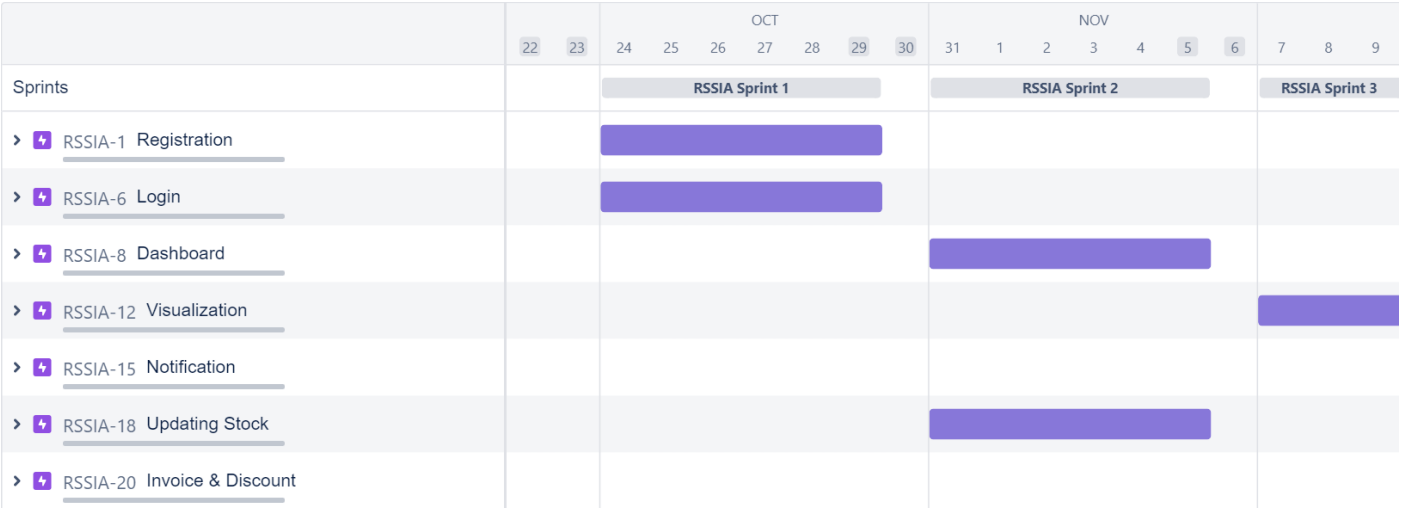 OCT NOV
22 23 24 25 26 27 28 29 30 31 1 2 3 4 5 6 7 8 9
Sprints RSSIA Sprint 1 RSSIA Sprint 2 RSSIA Sprint 3
RSSIA-1 Registration
RSSIA-6 Login
RSSIA-8 Dashboard
RSSIA-12 Visualization
RSSIA-15 Notification
RSSIA-18 Updating Stock
RSSIA-20 Invoice & Discount